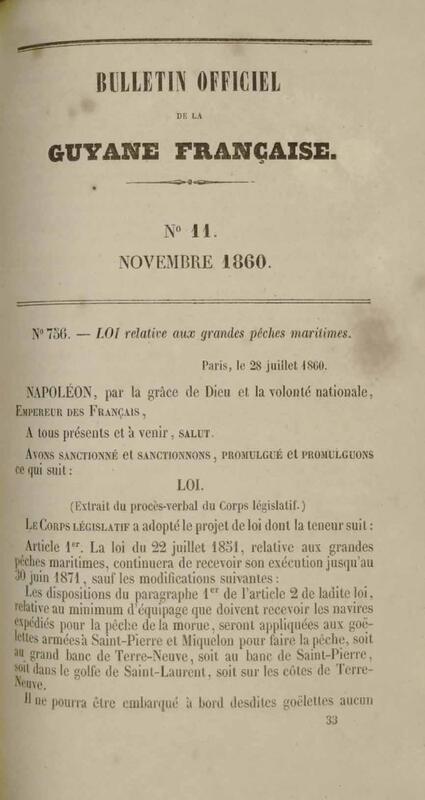 BULLETIN OFFICIEL
DE LA
GUYANE FRANÇAISE.
N° 11.
NOVEMBRE 1860.
N° 756. — LOI relative aux grandes pêches maritimes.
Paris, le 28 juillet 1860.
NAPOLÉON, par la grâce de Dieu et la volonté nationale,
EMPEREUR DES FRANÇAIS,
A tous présents et à venir, SALUT.
AVONS SANCTIONNÉ et SANCTIONNONS, PROMULGUÉ et PROMULGUONS
ce qui suit :
LOI.
(Extrait du procès-verbal du Corps législatif.)
LE CORPS LÉGISLATIF a adopté le projet de loi dont la teneur suit :
Article 1er. La loi du 22 juillet 1851, relative aux grandes
pêches maritimes, continuera de recevoir son exécution jusqu'au
30 juin 1871, sauf les modifications suivantes :
Les dispositions du paragraphe 1er de l'article 2 de ladite loi,
relative au minimum d'équipage que doivent recevoir les navires
expédiés pour la pêche de la morue, seront appliquées aux goë-
lettes armées à Saint-Pierre et Miquelon pour faire la pêche, soit
au grand banc de Terre-Neuve, soit au banc de Saint-Pierre,
soit dans le golfe de Saint-Laurent, soit sur les côtes de Terre-
Neuve.
Il ne pourra être embarqué à bord desdites goëlettes aucun
33